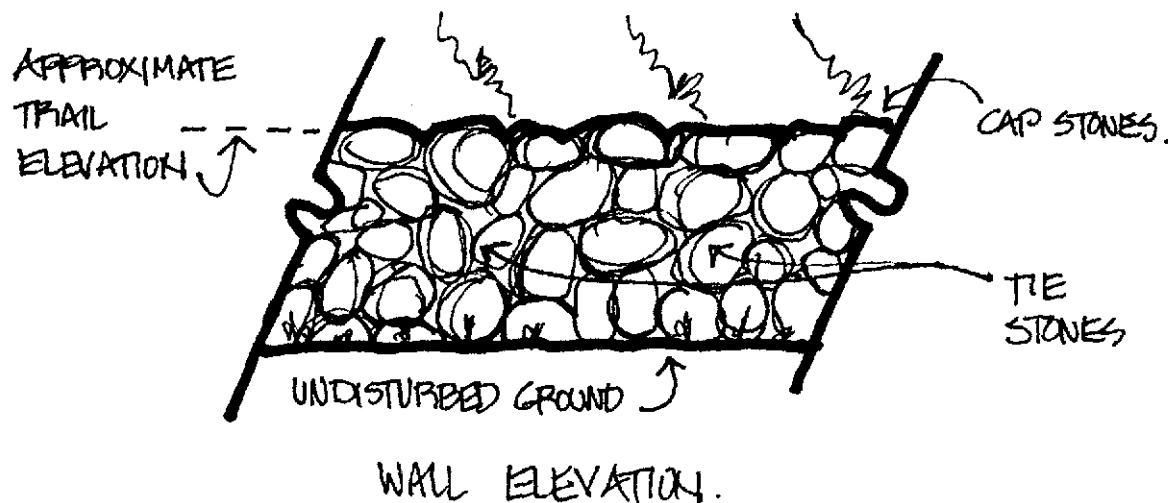 APPROXIMATE
TRAIL
ELEVATION
CAP STONES.
TIE
STONES
UNDISTURBED GROUND
WALL ELEVATION.